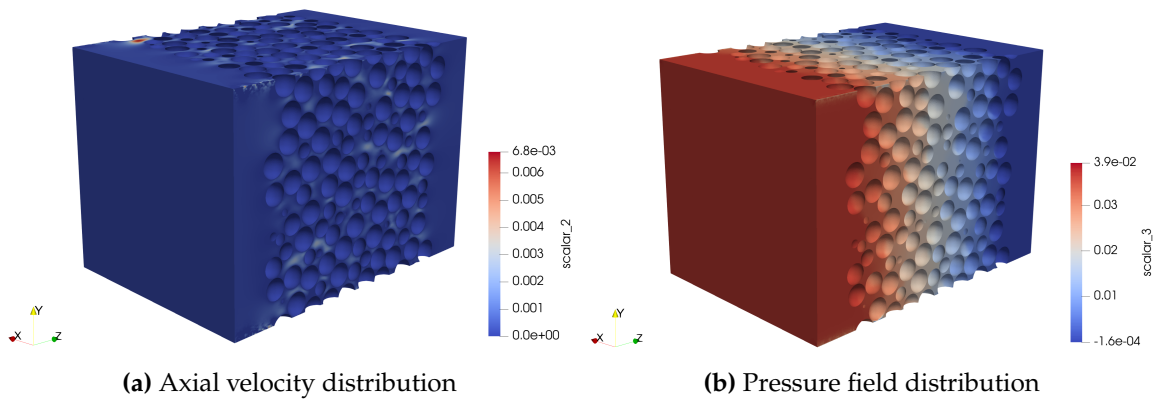 6.8e-03
0.006
0.005
0.004
0.003
0.002
0.001
0.0e+00
scalar_2
Y
X
Z
(a) Axial velocity distribution
3.9e-02
0.03
0.02
0.01
-1.6e-04
scalar_3
Y
X
Z
(b) Pressure field distribution